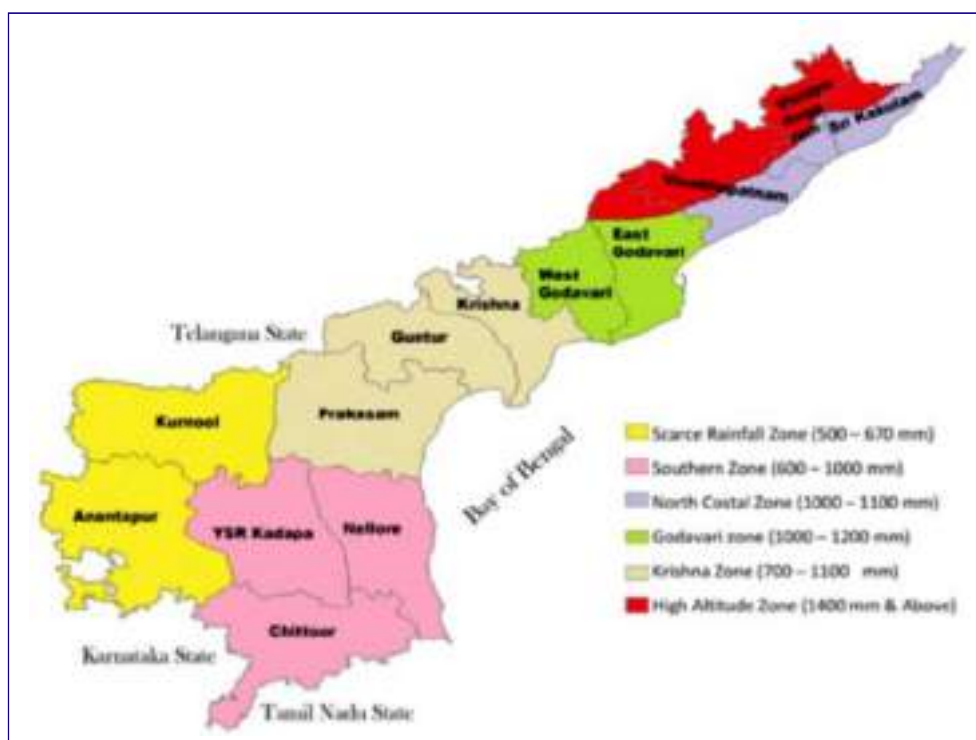 Sri Kakulam
East
Godavari
West
Godavari
Krishna
Telangana State
Guntur
Kurnool
Prakasam
Bay of Bengal
Anantapur
YSR Kadapa
Nellore
Chittoor
Karnataka State
Tamil Nadu State
Scarce Rainfall Zone (500 – 670 mm)
Southern Zone (600 – 1000 mm)
North Costal Zone (1000 – 1100 mm)
Godavari zone (1000 – 1200 mm)
Krishna Zone (700 – 1100 mm)
High Altitude Zone (1400 mm & Above)